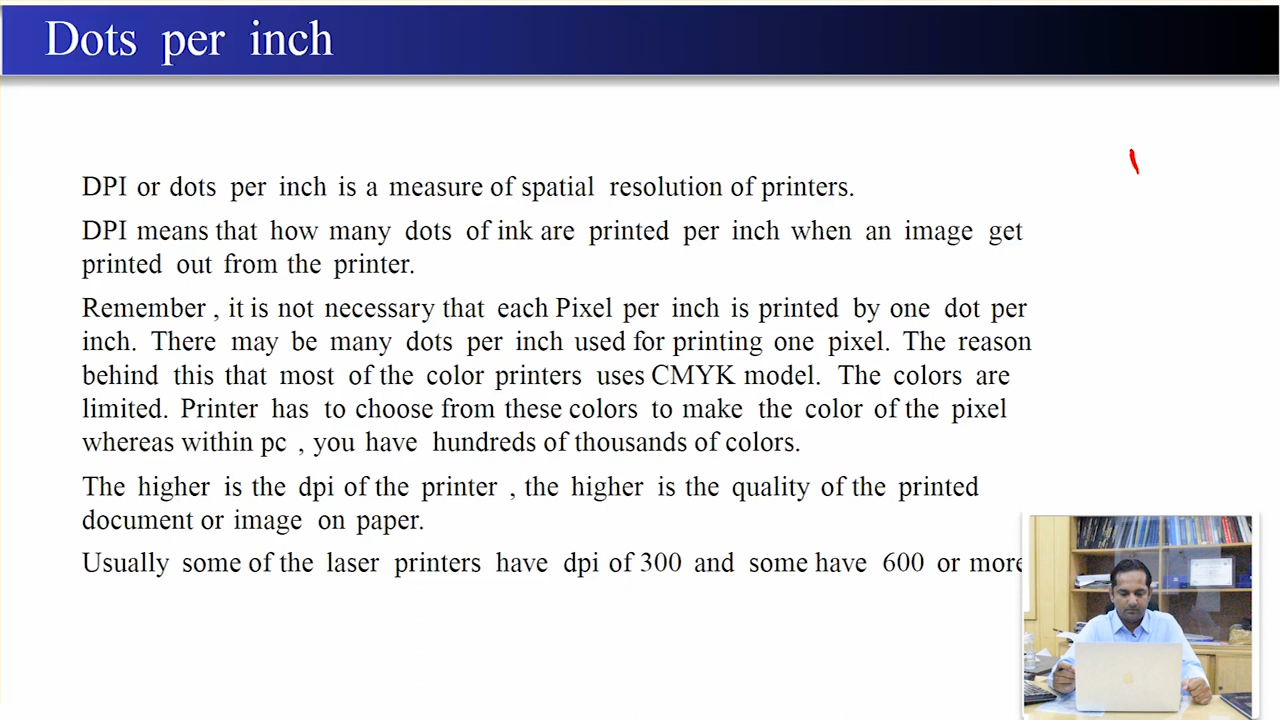 Dots per inch
DPI or dots per inch is a measure of spatial resolution of printers.
DPI means that how many dots of ink are printed per inch when an image get
printed out from the printer.
Remember , it is not necessary that each Pixel per inch is printed by one dot per
inch. There may be many dots per inch used for printing one pixel. The reason
behind this that most of the color printers uses CMYK model. The colors are
limited. Printer has to choose from these colors to make the color of the pixel
whereas within pc , you have hundreds of thousands of colors.
The higher is the dpi of the printer , the higher is the quality of the printed
document or image on paper.
Usually some of the laser printers have dpi of 300 and some have 600 or more